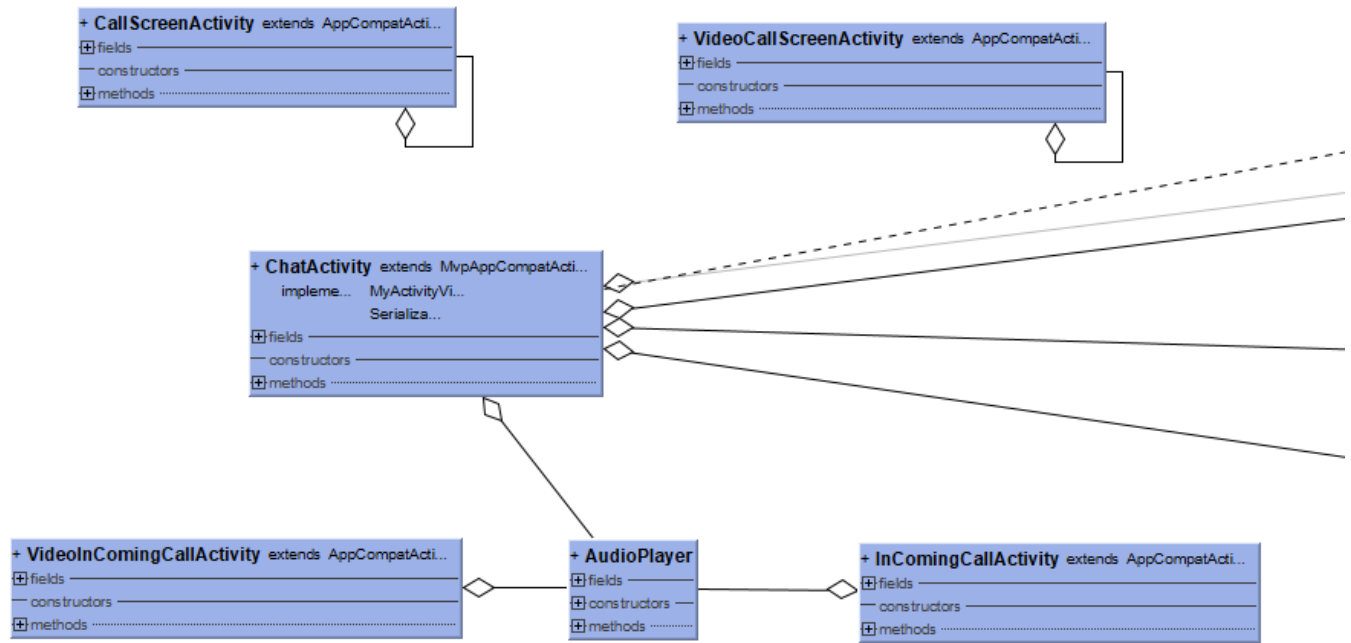 + CallScreenActivity extends AppCompatActi...
fields
constructors
methods
+ VideoCallScreenActivity extends AppCompatActi...
fields
constructors
methods
+ ChatActivity extends MvpAppCompatActi...
impleme... MyActivityVi...
Serializa...
fields
constructors
methods
+ VideoInComingCallActivity extends AppCompatActi...
fields
constructors
methods
+ AudioPlayer
fields
constructors
methods
+ InComingCallActivity extends AppCompatActi...
fields
constructors
methods